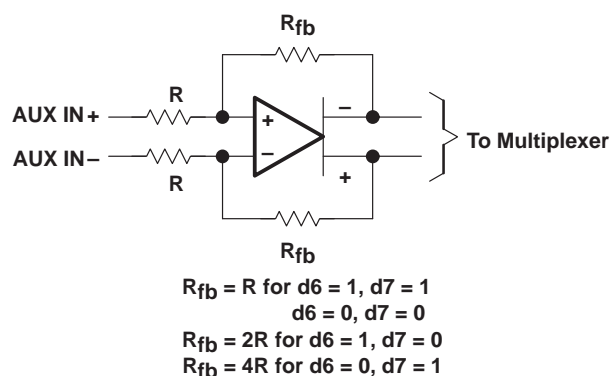 Rfb
R
AUX IN+
AUX IN−
R
+
−
−
+
To Multiplexer
Rfb
Rfb = R for d6 = 1, d7 = 1
d6 = 0, d7 = 0
Rfb = 2R for d6 = 1, d7 = 0
Rfb = 4R for d6 = 0, d7 = 1